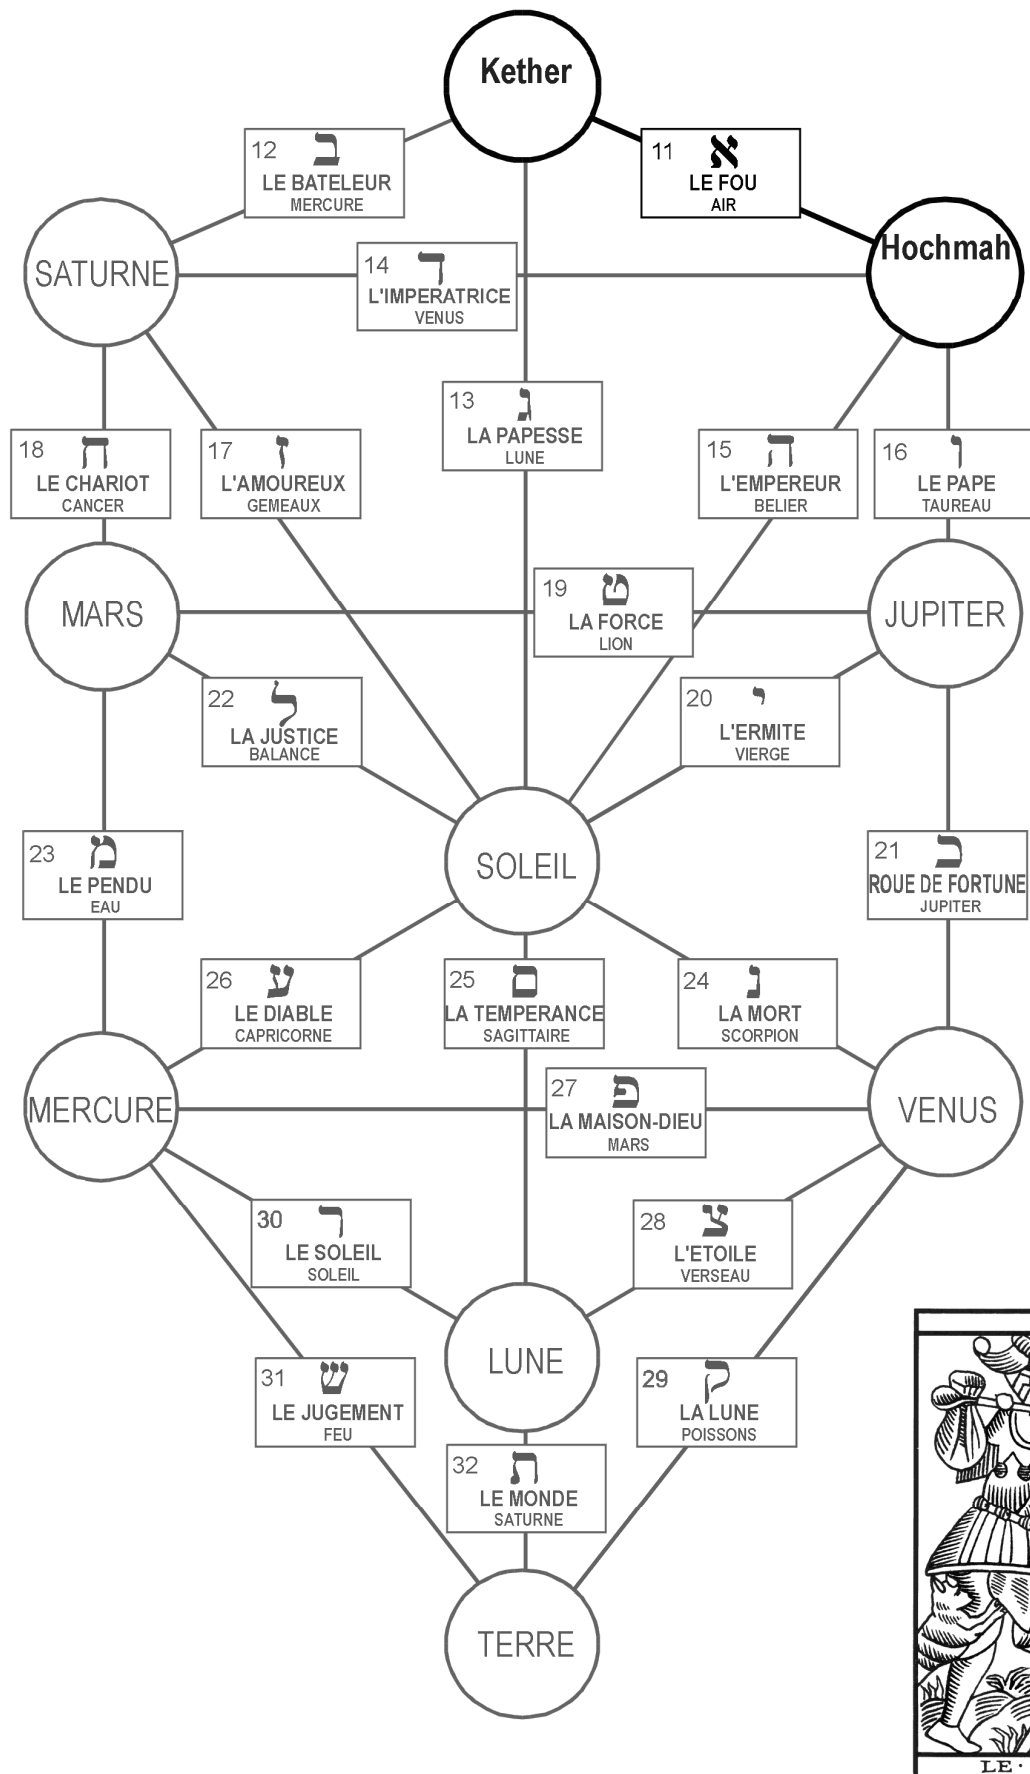 Kether
12 ב
LE BATELEUR
MERCURE
11 א
LE FOU
AIR
SATURNE
Hochmah
14 ד
L'IMPERATRICE
VENUS
13 ג
LA PAPESSE
LUNE
18 ח
LE CHARIOT
CANCER
17 ז
L'AMOUREUX
GEMEAUX
15 ה
L'EMPEREUR
BELIER
16 ו
LE PAPE
TAUREAU
MARS
19 ט
LA FORCE
LION
JUPITER
22 ל
LA JUSTICE
BALANCE
20 י
L'ERMITE
VIERGE
23 מ
LE PENDU
EAU
SOLEIL
21 כ
ROUE DE FORTUNE
JUPITER
26 ע
LE DIABLE
CAPRICORNE
25 ם
LA TEMPERANCE
SAGITTAIRE
24 נ
LA MORT
SCORPION
MERCURE
27 פ
LA MAISON-DIEU
MARS
VENUS
30 ר
LE SOLEIL
SOLEIL
28 צ
L'ETOILE
VERSEAU
LUNE
31 ש
LE JUGEMENT
FEU
29 ק
LA LUNE
POISSONS
32 ת
LE MONDE
SATURNE
TERRE
LE ·